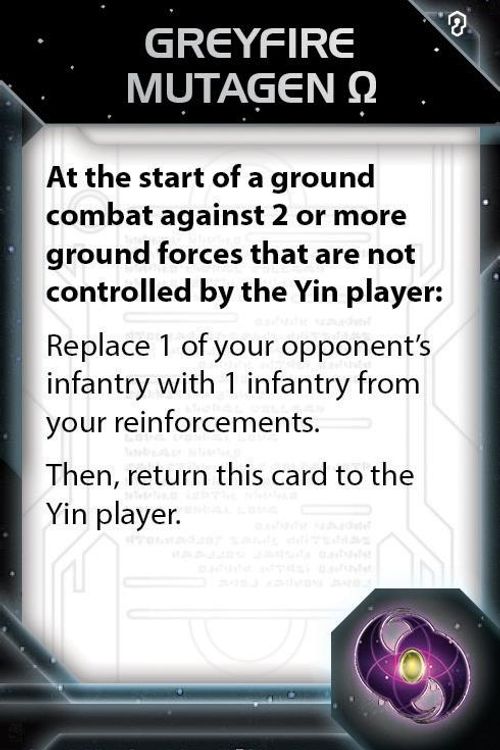 GREYFIRE
MUTAGEN Ω
At the start of a ground
combat against 2 or more
ground forces that are not
controlled by the Yin player:
Replace 1 of your opponent's
infantry with 1 infantry from
your reinforcements.
Then, return this card to the
Yin player.